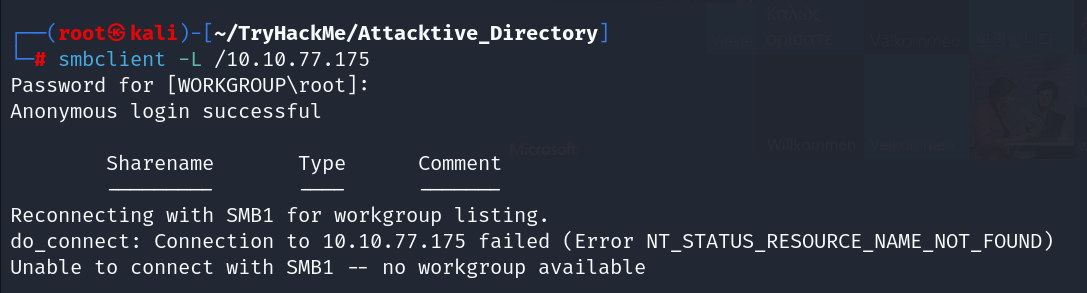 ┌──(root㉿kali)-[~/TryHackMe/Attacktive_Directory]
└─# smbclient -L /10.10.77.175
Password for [WORKGROUP\root]:
Anonymous login successful
Sharename Type Comment
--------- ---- -------
Reconnecting with SMB1 for workgroup listing.
do_connect: Connection to 10.10.77.175 failed (Error NT_STATUS_RESOURCE_NAME_NOT_FOUND)
Unable to connect with SMB1 -- no workgroup available
Microsoft
Välkommen
Willkommen